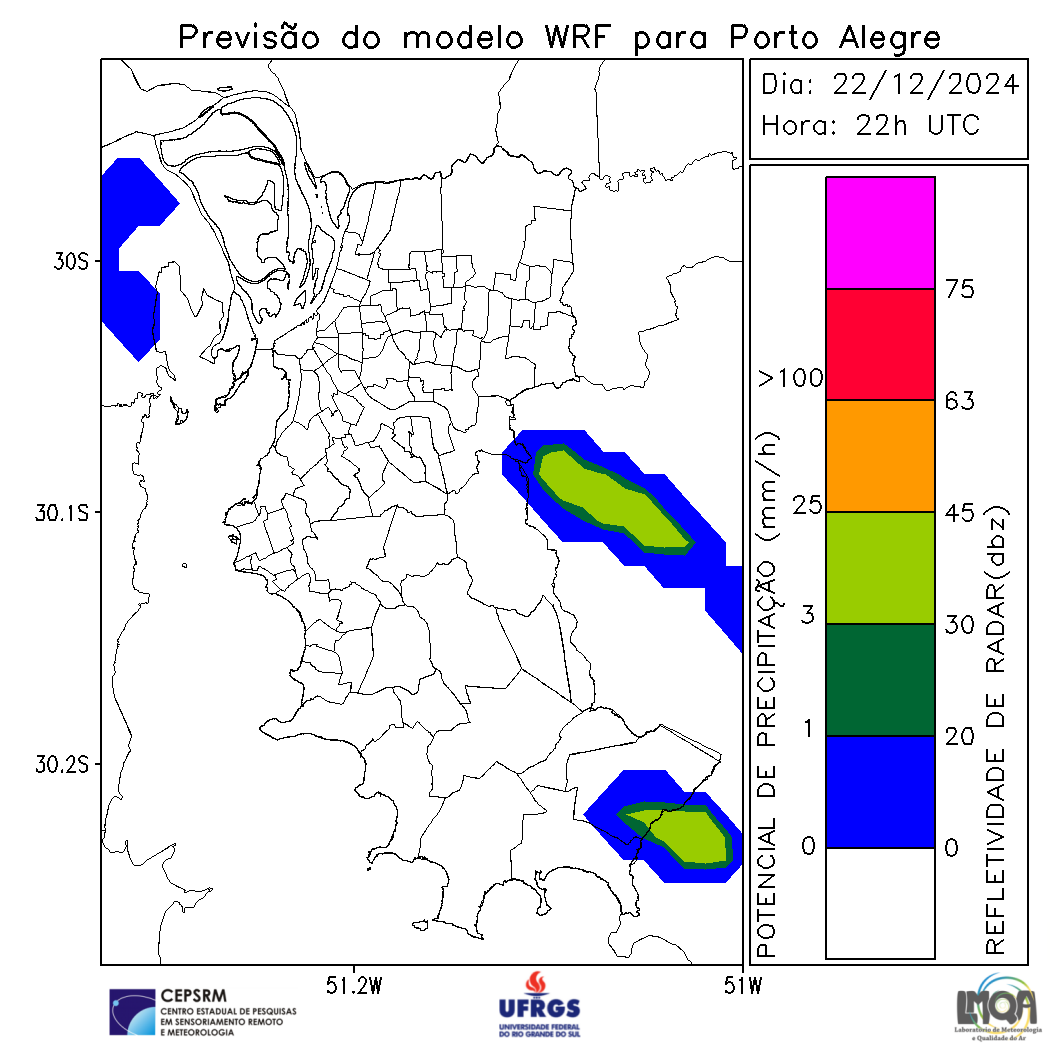 Previsão do modelo WRF para Porto Alegre
Dia: 22/12/2024
Hora: 22h UTC
30S
30.1S
30.2S
51.2W
51W
POTENCIAL DE PRECIPITAÇÃO (mm/h)
>100
25
3
1
0
75
63
45
30
20
0
REFLETIVIDADE DE RADAR(dbz)
CEPSRM
CENTRO ESTADUAL DE PESQUISAS
EM SENSORIAMENTO REMOTO
E METEOROLOGIA
UFRGS
UNIVERSIDADE FEDERAL
DO RIO GRANDE DO SUL
LMQA
Laboratório de Meteorologia
e Qualidade do Ar